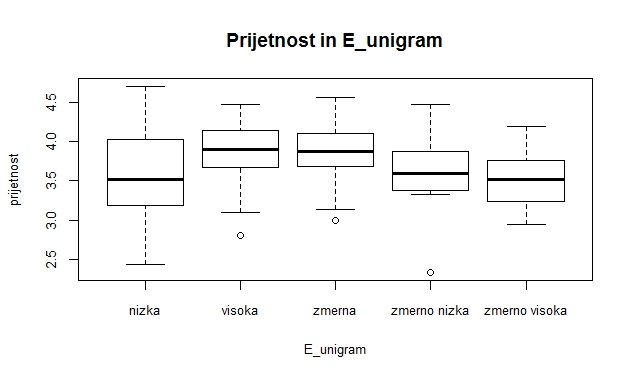 Prijetnost in E_unigram
prijetnost
4.5
4.0
3.5
3.0
2.5
nizka visoka zmerna zmerno nizka zmerno visoka
E_unigram